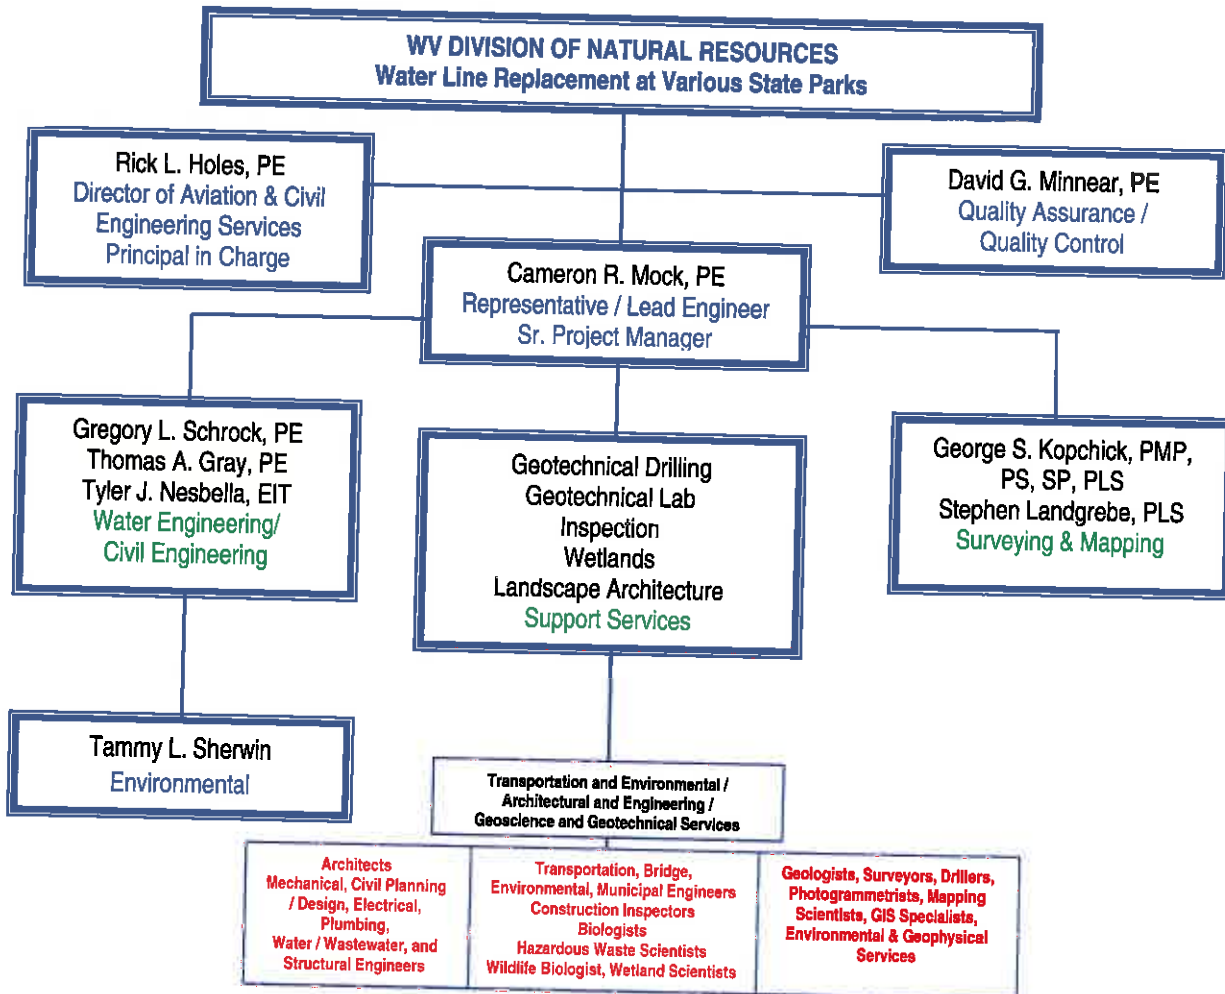 WV DIVISION OF NATURAL RESOURCES
Water Line Replacement at Various State Parks
Rick L. Holes, PE
Director of Aviation & Civil
Engineering Services
Principal in Charge
David G. Minnear, PE
Quality Assurance /
Quality Control
Cameron R. Mock, PE
Representative / Lead Engineer
Sr. Project Manager
Gregory L. Schrock, PE
Thomas A. Gray, PE
Tyler J. Nesbella, EIT
Water Engineering/
Civil Engineering
Geotechnical Drilling
Geotechnical Lab
Inspection
Wetlands
Landscape Architecture
Support Services
George S. Kopchick, PMP,
PS, SP, PLS
Stephen Landgrebe, PLS
Surveying & Mapping
Tammy L. Sherwin
Environmental
Transportation and Environmental /
Architectural and Engineering /
Geoscience and Geotechnical Services
Architects
Mechanical, Civil Planning
/ Design, Electrical,
Plumbing,
Water / Wastewater, and
Structural Engineers
Transportation, Bridge,
Environmental, Municipal Engineers
Construction Inspectors
Biologists
Hazardous Waste Scientists
Wildlife Biologist, Wetland Scientists
Geologists, Surveyors, Drillers,
Photogrammetrists, Mapping
Scientists, GIS Specialists,
Environmental & Geophysical
Services